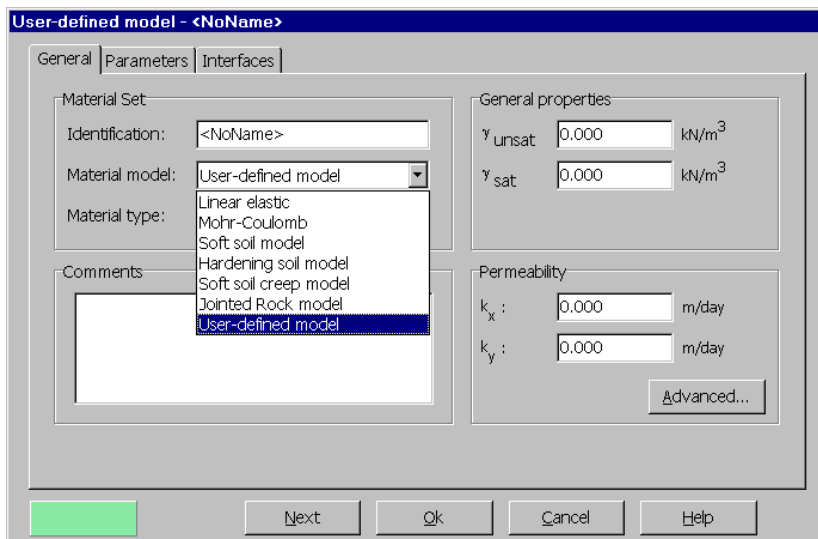 User-defined model - <NoName>
General Parameters Interfaces
Material Set
Identification: <NoName>
Material model: User-defined model
Material type:
Linear elastic
Mohr-Coulomb
Soft soil model
Hardening soil model
Soft soil creep model
Jointed Rock model
User-defined model
Comments
General properties
γ unsat 0.000 kN/m³
γ sat 0.000 kN/m³
Permeability
kₓ : 0.000 m/day
k_y : 0.000 m/day
Advanced...
Next Ok Cancel Help